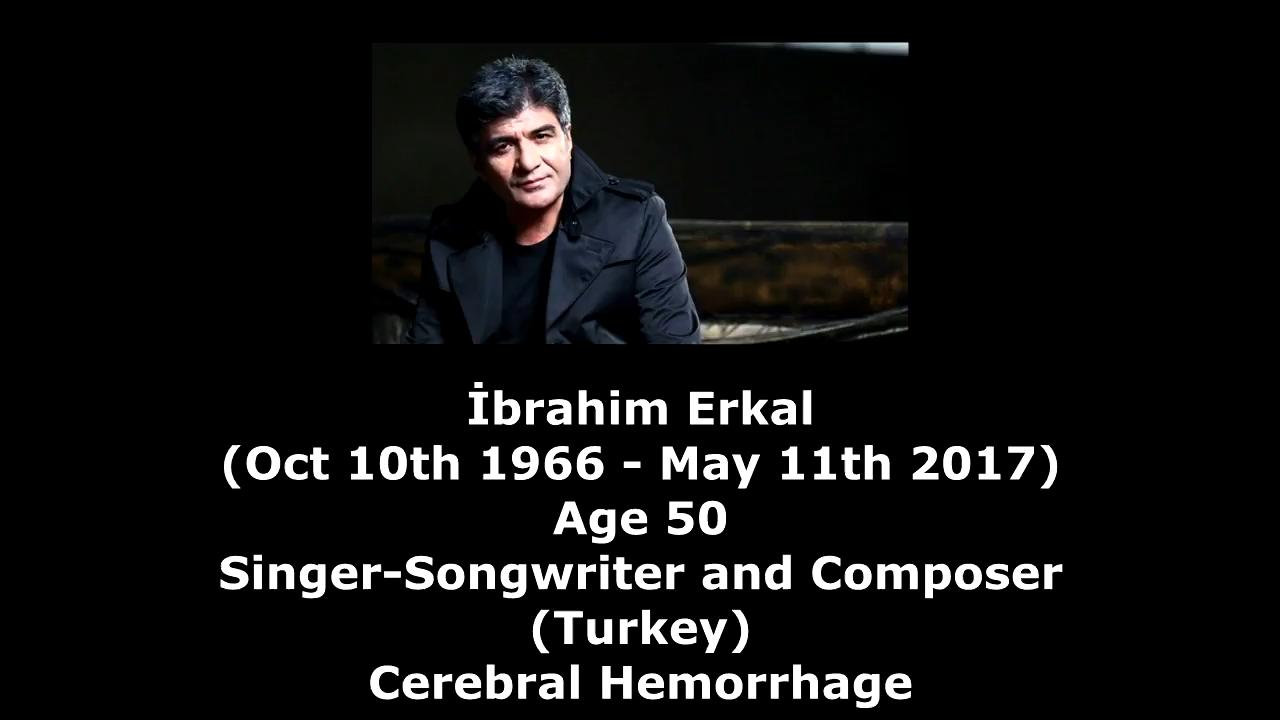 İbrahim Erkal
(Oct 10th 1966 - May 11th 2017)
Age 50
Singer-Songwriter and Composer
(Turkey)
Cerebral Hemorrhage